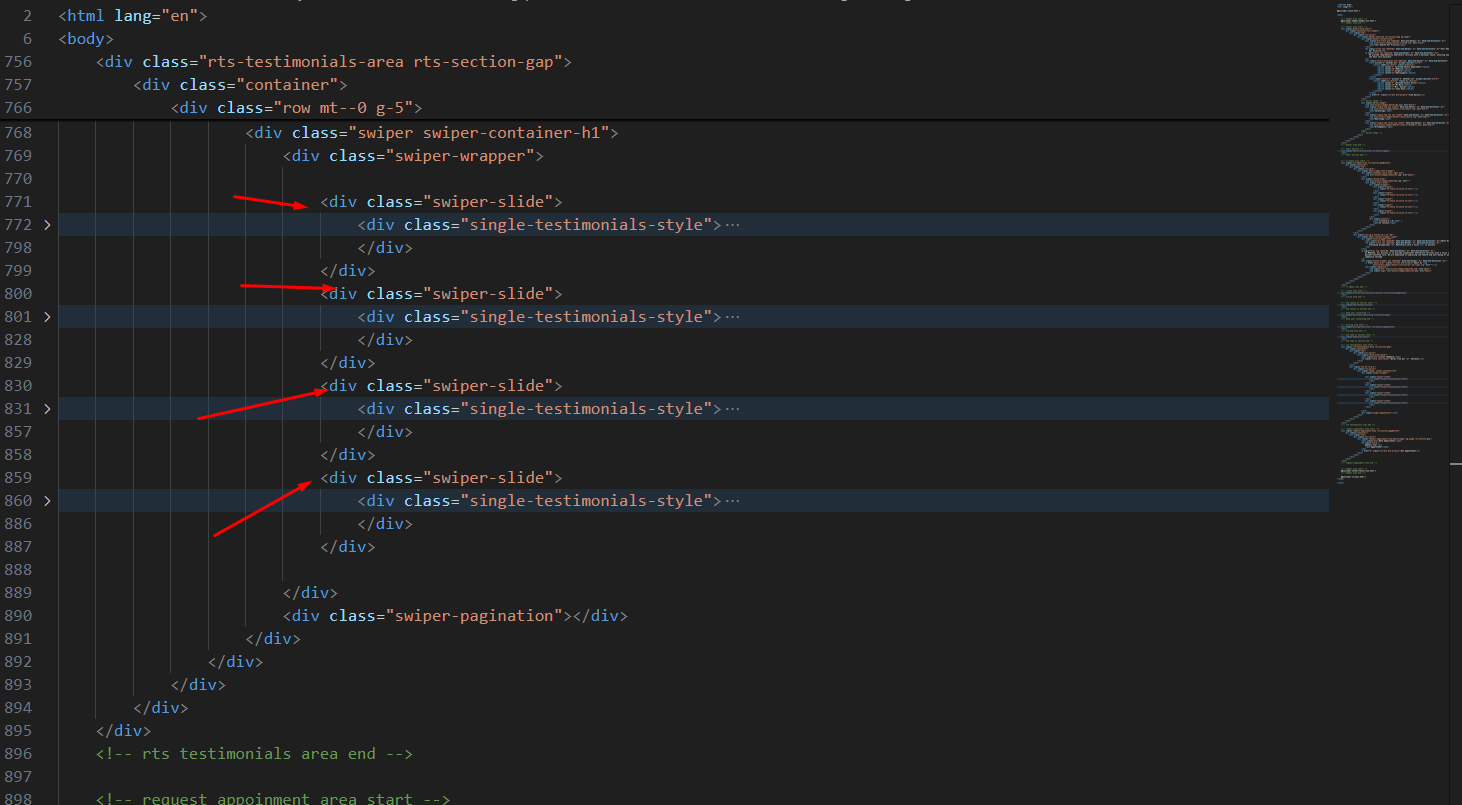 2 <html lang="en">
6 <body>
756 <div class="rts-testimonials-area rts-section-gap">
757 <div class="container">
766 <div class="row mt--0 g-5">
768 <div class="swiper swiper-container-h1">
769 <div class="swiper-wrapper">
770
771 <div class="swiper-slide">
772 <div class="single-testimonials-style">···
798 </div>
799 </div>
800 <div class="swiper-slide">
801 <div class="single-testimonials-style">···
828 </div>
829 </div>
830 <div class="swiper-slide">
831 <div class="single-testimonials-style">···
857 </div>
858 </div>
859 <div class="swiper-slide">
860 <div class="single-testimonials-style">···
886 </div>
887 </div>
888
889 </div>
890 <div class="swiper-pagination"></div>
891 </div>
892 </div>
893 </div>
894 </div>
895 </div>
896 <!-- rts testimonials area end -->
897
898 <!-- request appoinment area start -->